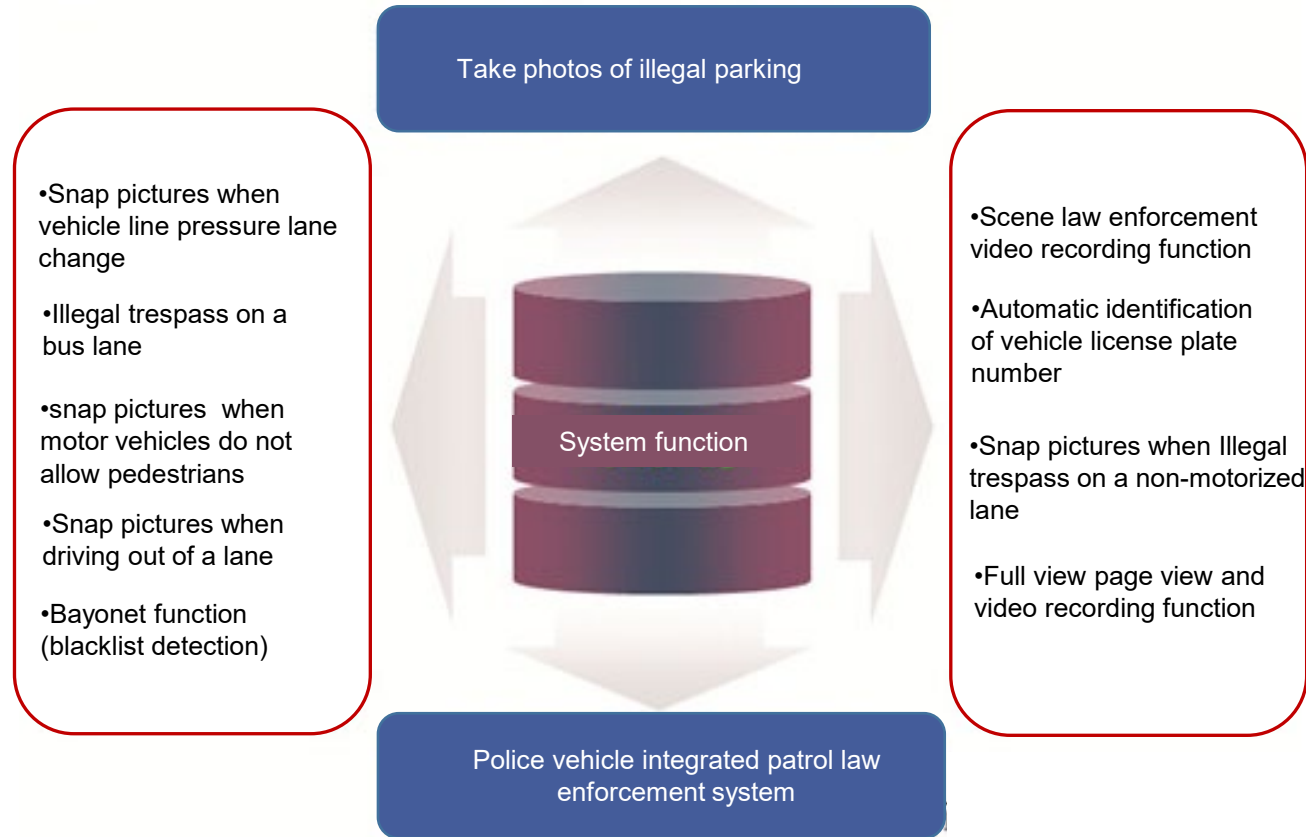 Take photos of illegal parking
•Snap pictures when
vehicle line pressure lane
change
•Illegal trespass on a
bus lane
•snap pictures when
motor vehicles do not
allow pedestrians
•Snap pictures when
driving out of a lane
•Bayonet function
(blacklist detection)
System function
•Scene law enforcement
video recording function
•Automatic identification
of vehicle license plate
number
•Snap pictures when Illegal
trespass on a non-motorized
lane
•Full view page view and
video recording function
Police vehicle integrated patrol law
enforcement system